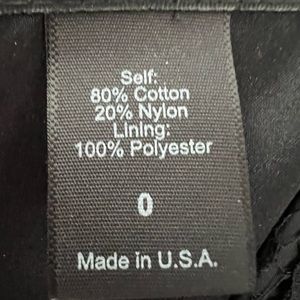 Self:
80% Cotton
20% Nylon
Lining:
100% Polyester
0
Made in U.S.A.